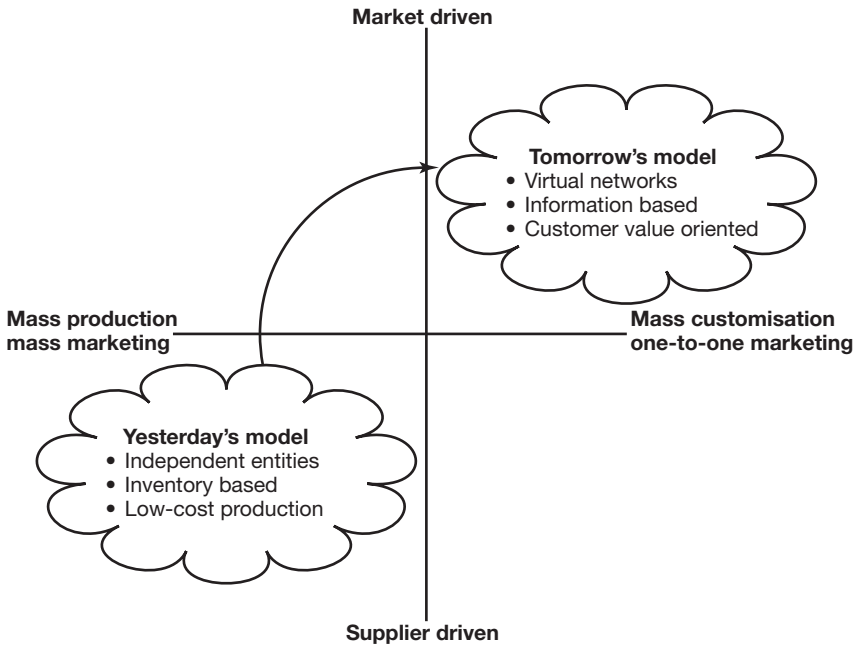 Market driven
Tomorrow's model
• Virtual networks
• Information based
• Customer value oriented
Mass production
mass marketing
Mass customisation
one-to-one marketing
Yesterday's model
• Independent entities
• Inventory based
• Low-cost production
Supplier driven